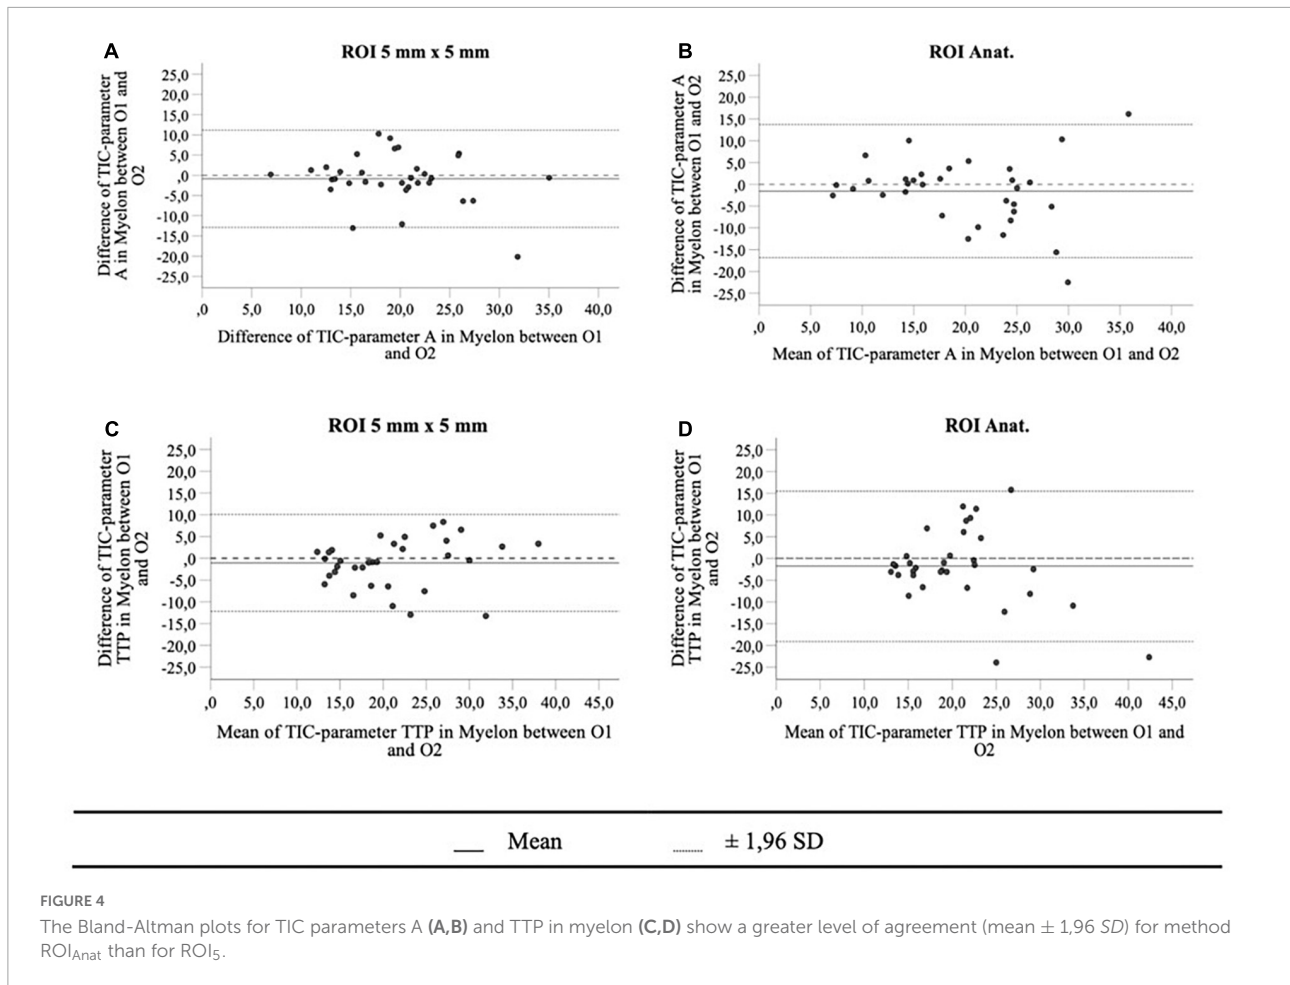 A
ROI 5 mm x 5 mm
Difference of TIC-parameter
A in Myelon between O1 and
O2
25,0
20,0
15,0
10,0
5,0
,0
-5,0
-10,0
-15,0
-20,0
-25,0
,0 5,0 10,0 15,0 20,0 25,0 30,0 35,0 40,0
Difference of TIC-parameter A in Myelon between O1
and O2
B
ROI Anat.
Difference of TIC-parameter A
in Myelon between O1 and O2
25,0
20,0
15,0
10,0
5,0
,0
-5,0
-10,0
-15,0
-20,0
-25,0
,0 5,0 10,0 15,0 20,0 25,0 30,0 35,0 40,0
Mean of TIC-parameter A in Myelon between O1 and O2
C
ROI 5 mm x 5 mm
Difference of TIC-parameter
TTP in Myelon between O1
and O2
25,0
20,0
15,0
10,0
5,0
,0
-5,0
-10,0
-15,0
-20,0
-25,0
,0 5,0 10,0 15,0 20,0 25,0 30,0 35,0 40,0 45,0
Mean of TIC-parameter TTP in Myelon between O1
and O2
D
ROI Anat.
Difference of TIC-parameter
TTP in Myelon between O1
and O2
25,0
20,0
15,0
10,0
5,0
,0
-5,0
-10,0
-15,0
-20,0
-25,0
,0 5,0 10,0 15,0 20,0 25,0 30,0 35,0 40,0 45,0
Mean of TIC-parameter TTP in Myelon between O1 and
O2
Mean ± 1,96 SD
FIGURE 4
The Bland-Altman plots for TIC parameters A (A,B) and TTP in myelon (C,D) show a greater level of agreement (mean ± 1,96 SD) for method
ROIAnat than for ROI5.